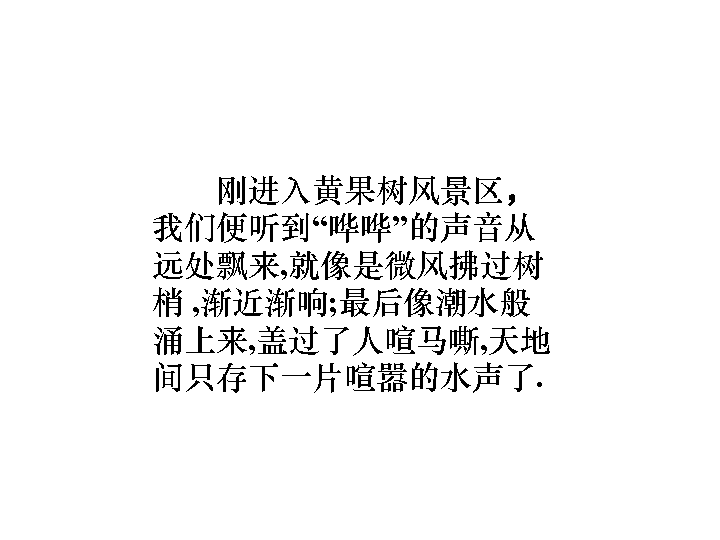 刚进入黄果树风景区，
我们便听到“哗哗”的声音从
远处飘来,就像是微风拂过树
梢 ,渐近渐响;最后像潮水般
涌上来,盖过了人喧马嘶,天地
间只存下一片喧嚣的水声了.